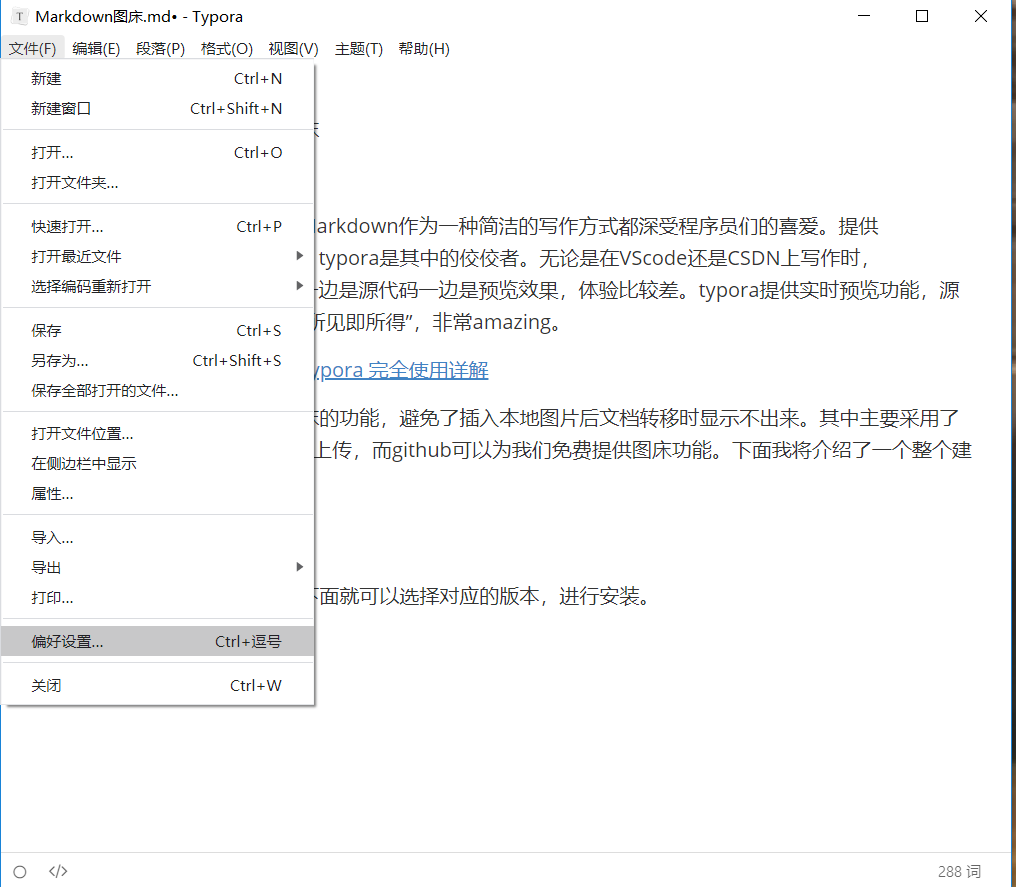 Markdown图床.md• - Typora
文件(F) 编辑(E) 段落(P) 格式(O) 视图(V) 主题(T) 帮助(H)
新建 Ctrl+N
新建窗口 Ctrl+Shift+N
打开... Ctrl+O
打开文件夹...
快速打开... Ctrl+P
打开最近文件
选择编码重新打开
保存 Ctrl+S
另存为... Ctrl+Shift+S
保存全部打开的文件...
打开文件位置...
在侧边栏中显示
属性...
导入...
导出
打印...
偏好设置... Ctrl+逗号
关闭 Ctrl+W
arkdown作为一种简洁的写作方式都深受程序员们的喜爱。提供
typora是其中的佼佼者。无论是在VScode还是CSDN上写作时，
边是源代码一边是预览效果，体验比较差。typora提供实时预览功能，源
所见即所得”，非常amazing。
ypora 完全使用详解
的功能，避免了插入本地图片后文档转移时显示不出来。其中主要采用了
上传，而github可以为我们免费提供图床功能。下面我将介绍了一个整个建
下面就可以选择对应的版本，进行安装。
</> 288 词